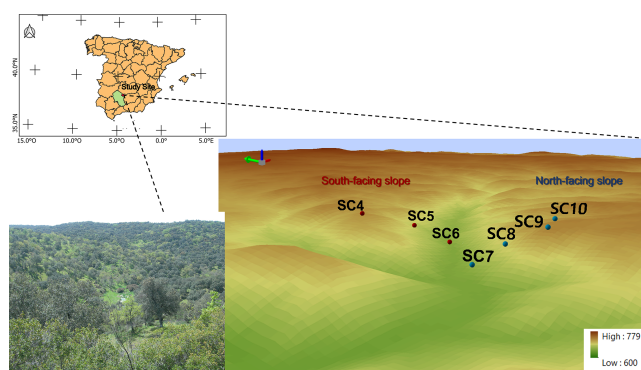 40.0°N
35.0°N
Study Site
15.0°O 10.0°O 5.0°O 0.0° 5.0°E
South-facing slope
North-facing slope
SC4
SC5
SC6
SC7
SC8
SC9
SC10
High : 779
Low : 600